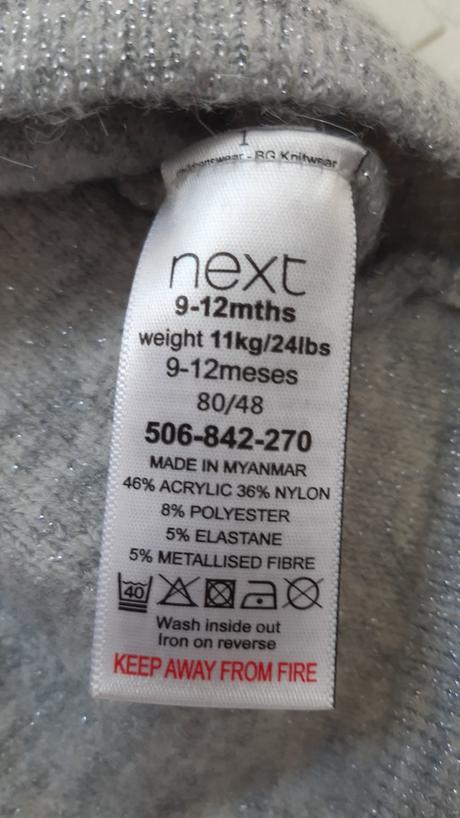 BG Knitwear
next
9-12mths
weight 11kg/24lbs
9-12meses
80/48
506-842-270
MADE IN MYANMAR
46% ACRYLIC 36% NYLON
8% POLYESTER
5% ELASTANE
5% METALLISED FIBRE
40
Wash inside out
Iron on reverse
KEEP AWAY FROM FIRE